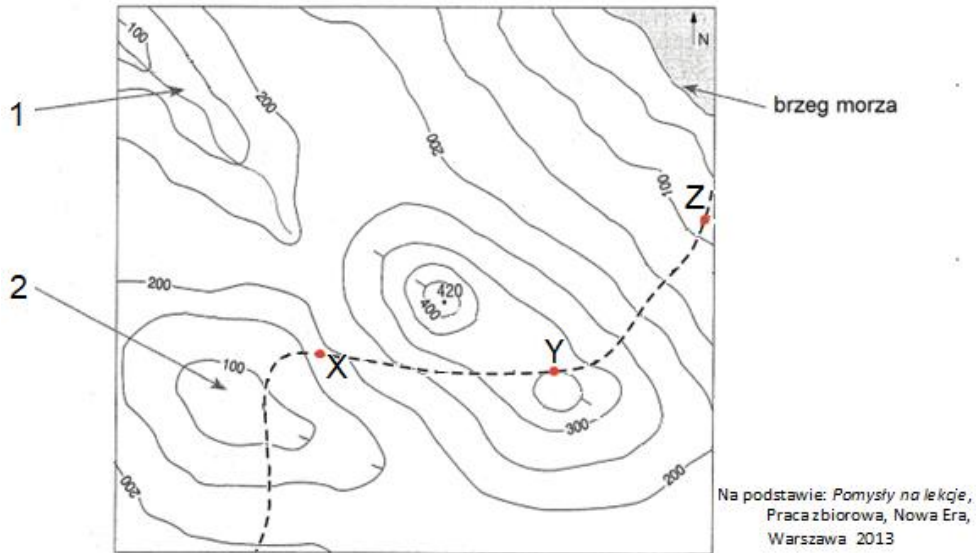 100
N
1
200
brzeg morza
200
100
Z
2
200
420
400
X
Y
100
300
200
200
Na podstawie: Pomysły na lekcje,
Praca zbiorowa, Nowa Era,
Warszawa 2013